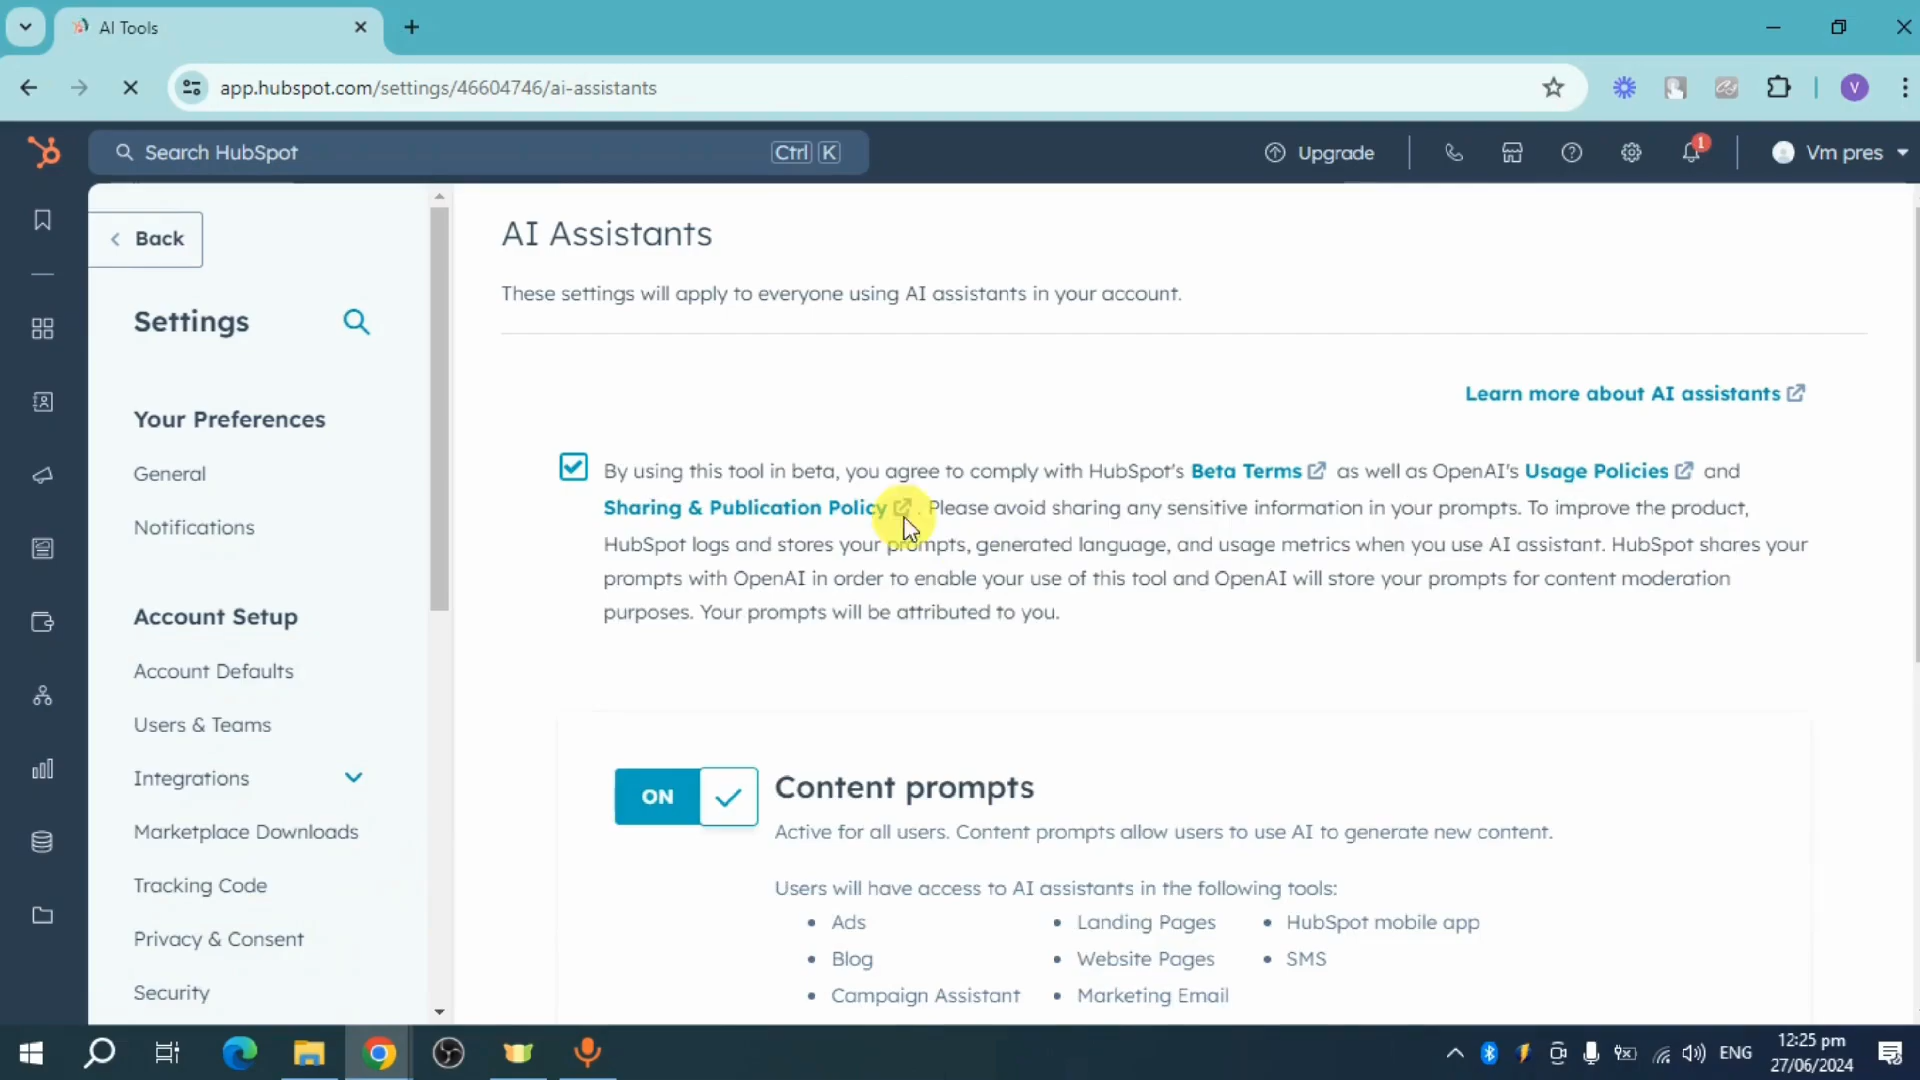 AI Tools
app.hubspot.com/settings/46604746/ai-assistants
V
Search HubSpot
Ctrl K
Upgrade
1
Vm pres
Back
Settings
Your Preferences
General
Notifications
Account Setup
Account Defaults
Users & Teams
Integrations
Marketplace Downloads
Tracking Code
Privacy & Consent
Security
AI Assistants
These settings will apply to everyone using AI assistants in your account.
Learn more about AI assistants
By using this tool in beta, you agree to comply with HubSpot's Beta Terms as well as OpenAI's Usage Policies and
Sharing & Publication Policy . Please avoid sharing any sensitive information in your prompts. To improve the product,
HubSpot logs and stores your prompts, generated language, and usage metrics when you use AI assistant. HubSpot shares your
prompts with OpenAI in order to enable your use of this tool and OpenAI will store your prompts for content moderation
purposes. Your prompts will be attributed to you.
ON
Content prompts
Active for all users. Content prompts allow users to use AI to generate new content.
Users will have access to AI assistants in the following tools:
• Ads
• Blog
• Campaign Assistant
• Landing Pages
• Website Pages
• Marketing Email
• HubSpot mobile app
• SMS
ENG
12:25 pm
27/06/2024